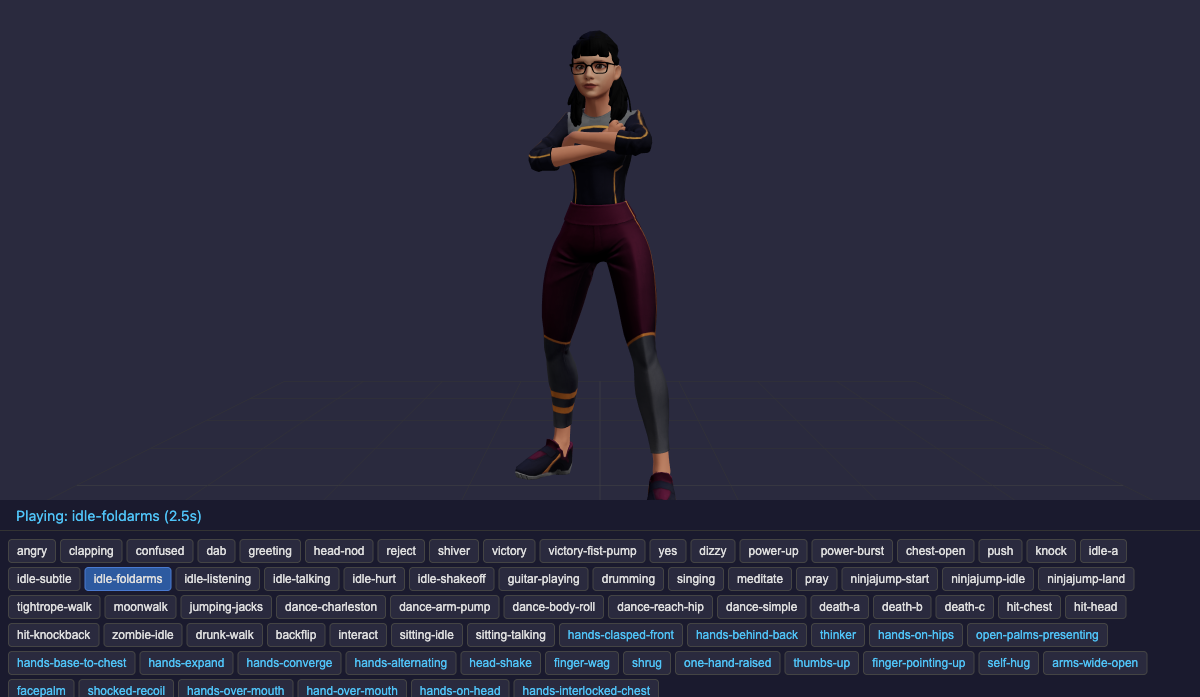 Playing: idle-foldarms (2.5s)
angry clapping confused dab greeting head-nod reject shiver victory victory-fist-pump yes dizzy power-up power-burst chest-open push knock idle-a
idle-subtle idle-foldarms idle-listening idle-talking idle-hurt idle-shakeoff guitar-playing drumming singing meditate pray ninjajump-start ninjajump-idle ninjajump-land
tightrope-walk moonwalk jumping-jacks dance-charleston dance-arm-pump dance-body-roll dance-reach-hip dance-simple death-a death-b death-c hit-chest hit-head
hit-knockback zombie-idle drunk-walk backflip interact sitting-idle sitting-talking hands-clasped-front hands-behind-back thinker hands-on-hips open-palms-presenting
hands-base-to-chest hands-expand hands-converge hands-alternating head-shake finger-wag shrug one-hand-raised thumbs-up finger-pointing-up self-hug arms-wide-open
facepalm shocked-recoil hands-over-mouth hand-over-mouth hands-on-head hands-interlocked-chest